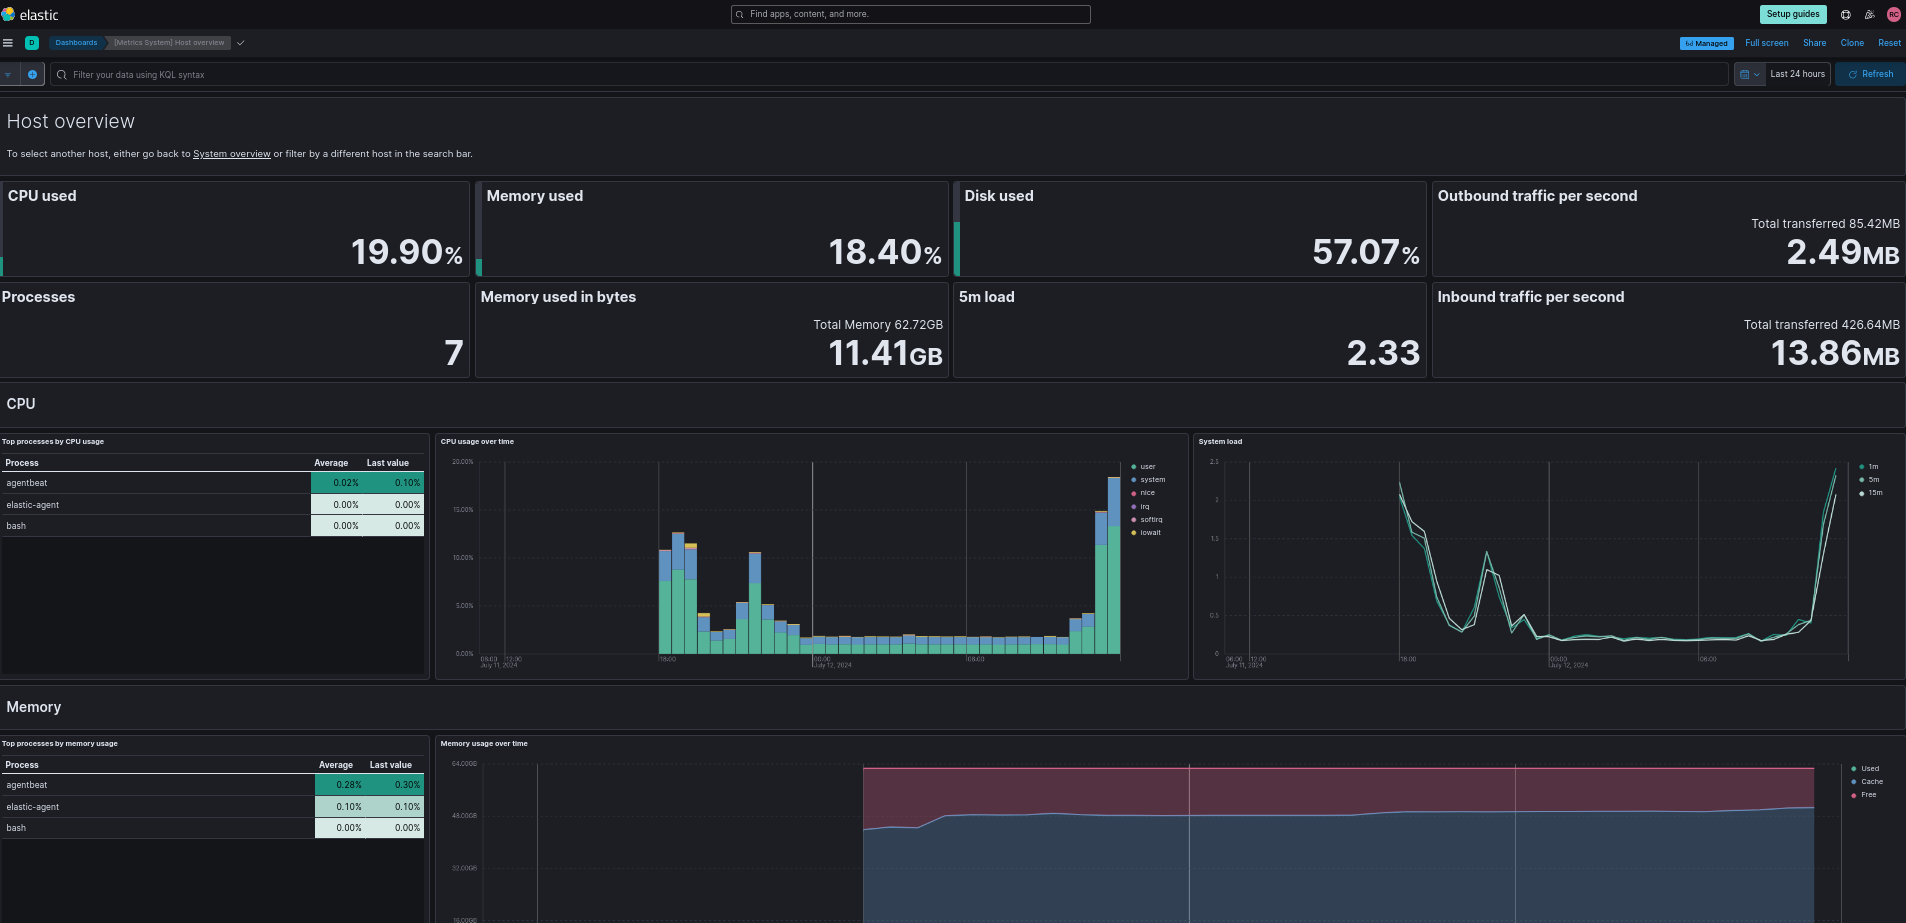 elastic
Find apps, content, and more.
Setup guides
RC
D
Dashboards
[Metrics System] Host overview
Managed
Full screen
Share
Clone
Reset
Filter your data using KQL syntax
Last 24 hours
Refresh
Host overview
To select another host, either go back to System overview or filter by a different host in the search bar.
CPU used
19.90%
Memory used
18.40%
Disk used
57.07%
Outbound traffic per second
Total transferred 85.42MB
2.49MB
Processes
7
Memory used in bytes
Total Memory 62.72GB
11.41GB
5m load
2.33
Inbound traffic per second
Total transferred 426.64MB
13.86MB
CPU
Top processes by CPU usage
Process Average Last value
agentbeat 0.02% 0.10%
elastic-agent 0.00% 0.00%
bash 0.00% 0.00%
CPU usage over time
20.00%
15.00%
10.00%
5.00%
0.00%
06:00 12:00 18:00 00:00 06:00
July 11, 2024 July 12, 2024
user
system
nice
irq
softirq
iowait
System load
2.5
2
1.5
1
0.5
0
06:00 12:00 18:00 00:00 06:00
July 11, 2024 July 12, 2024
1m
5m
15m
Memory
Top processes by memory usage
Process Average Last value
agentbeat 0.28% 0.30%
elastic-agent 0.10% 0.10%
bash 0.00% 0.00%
Memory usage over time
64.00GB
48.00GB
32.00GB
16.00GB
Used
Cache
Free